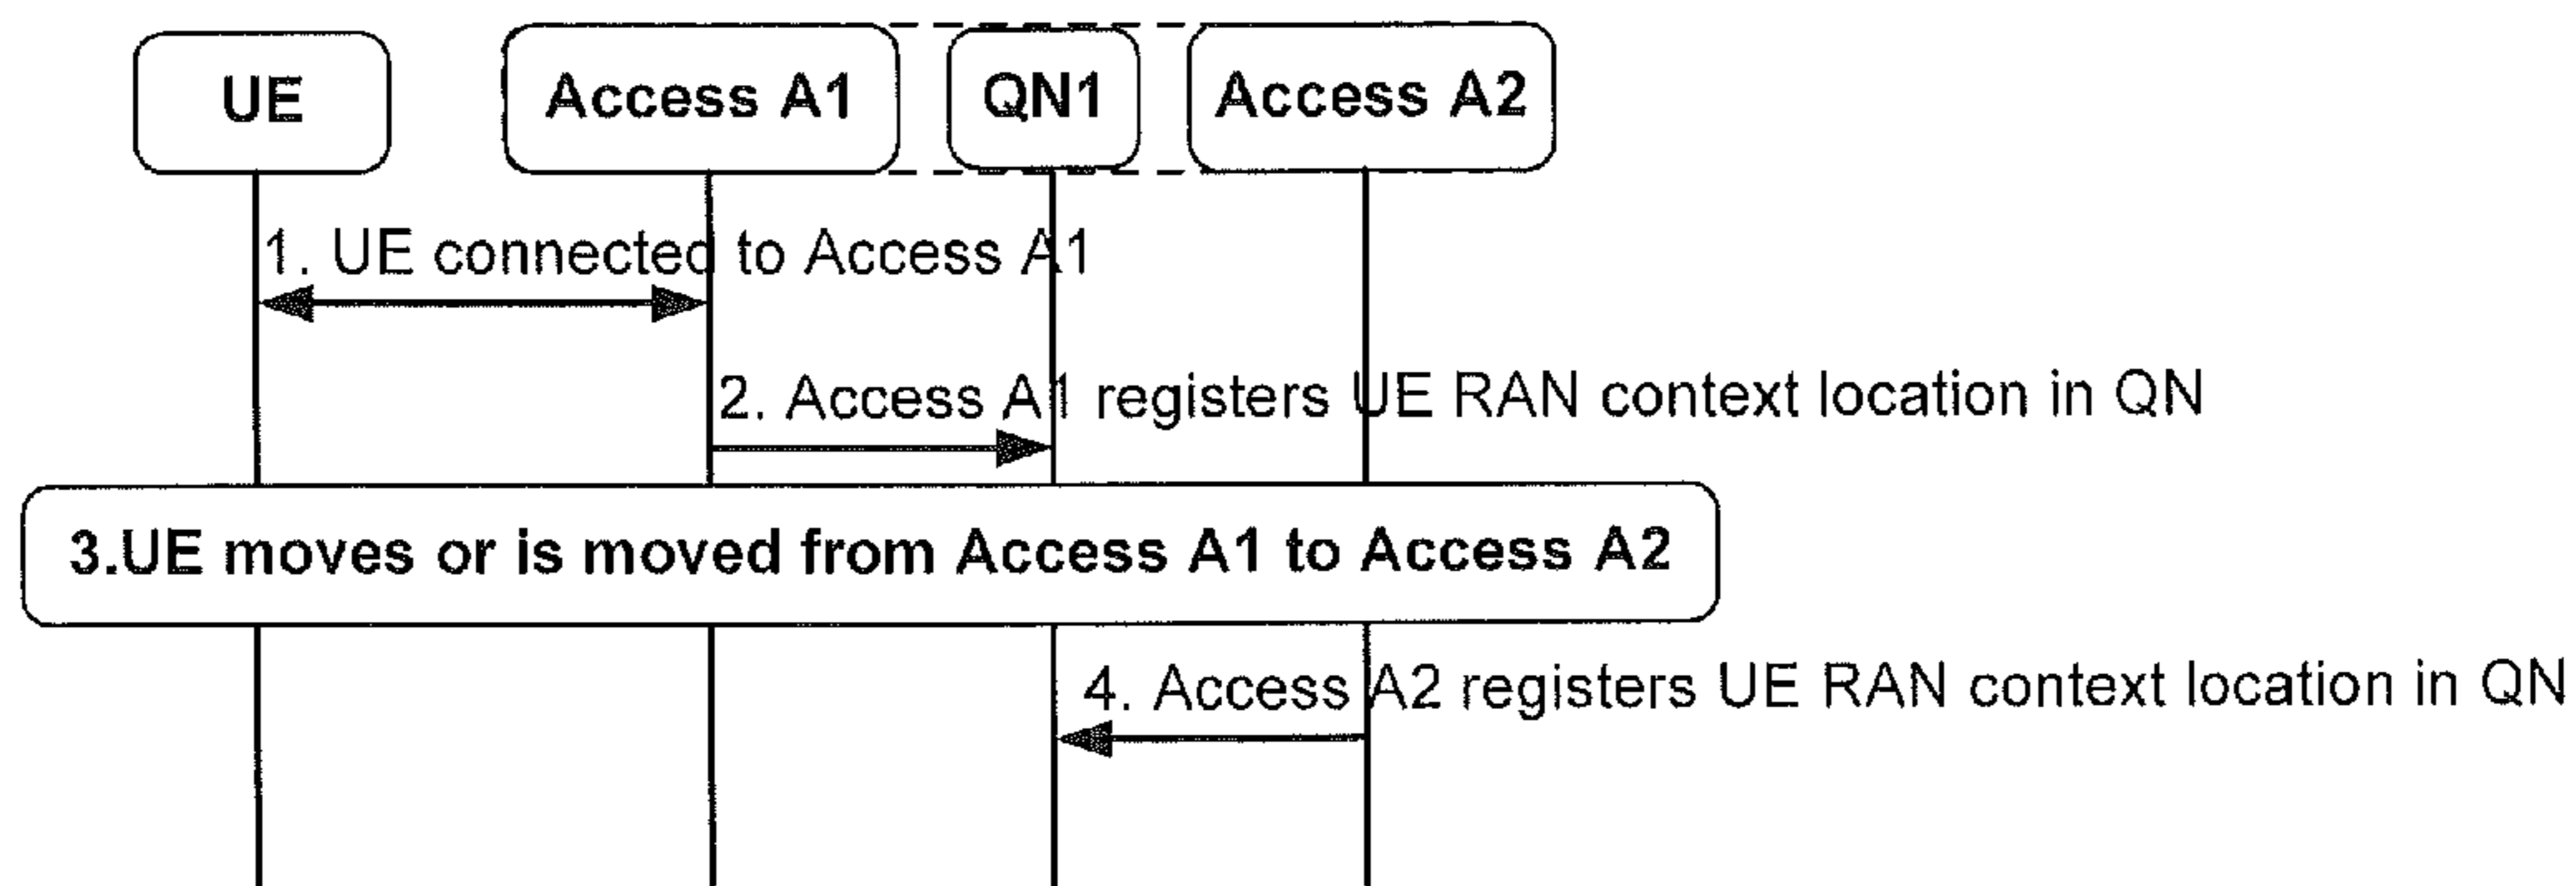 UE
Access A1
QN1
Access A2
1. UE connected to Access A1
2. Access A1 registers UE RAN context location in QN
3.UE moves or is moved from Access A1 to Access A2
4. Access A2 registers UE RAN context location in QN